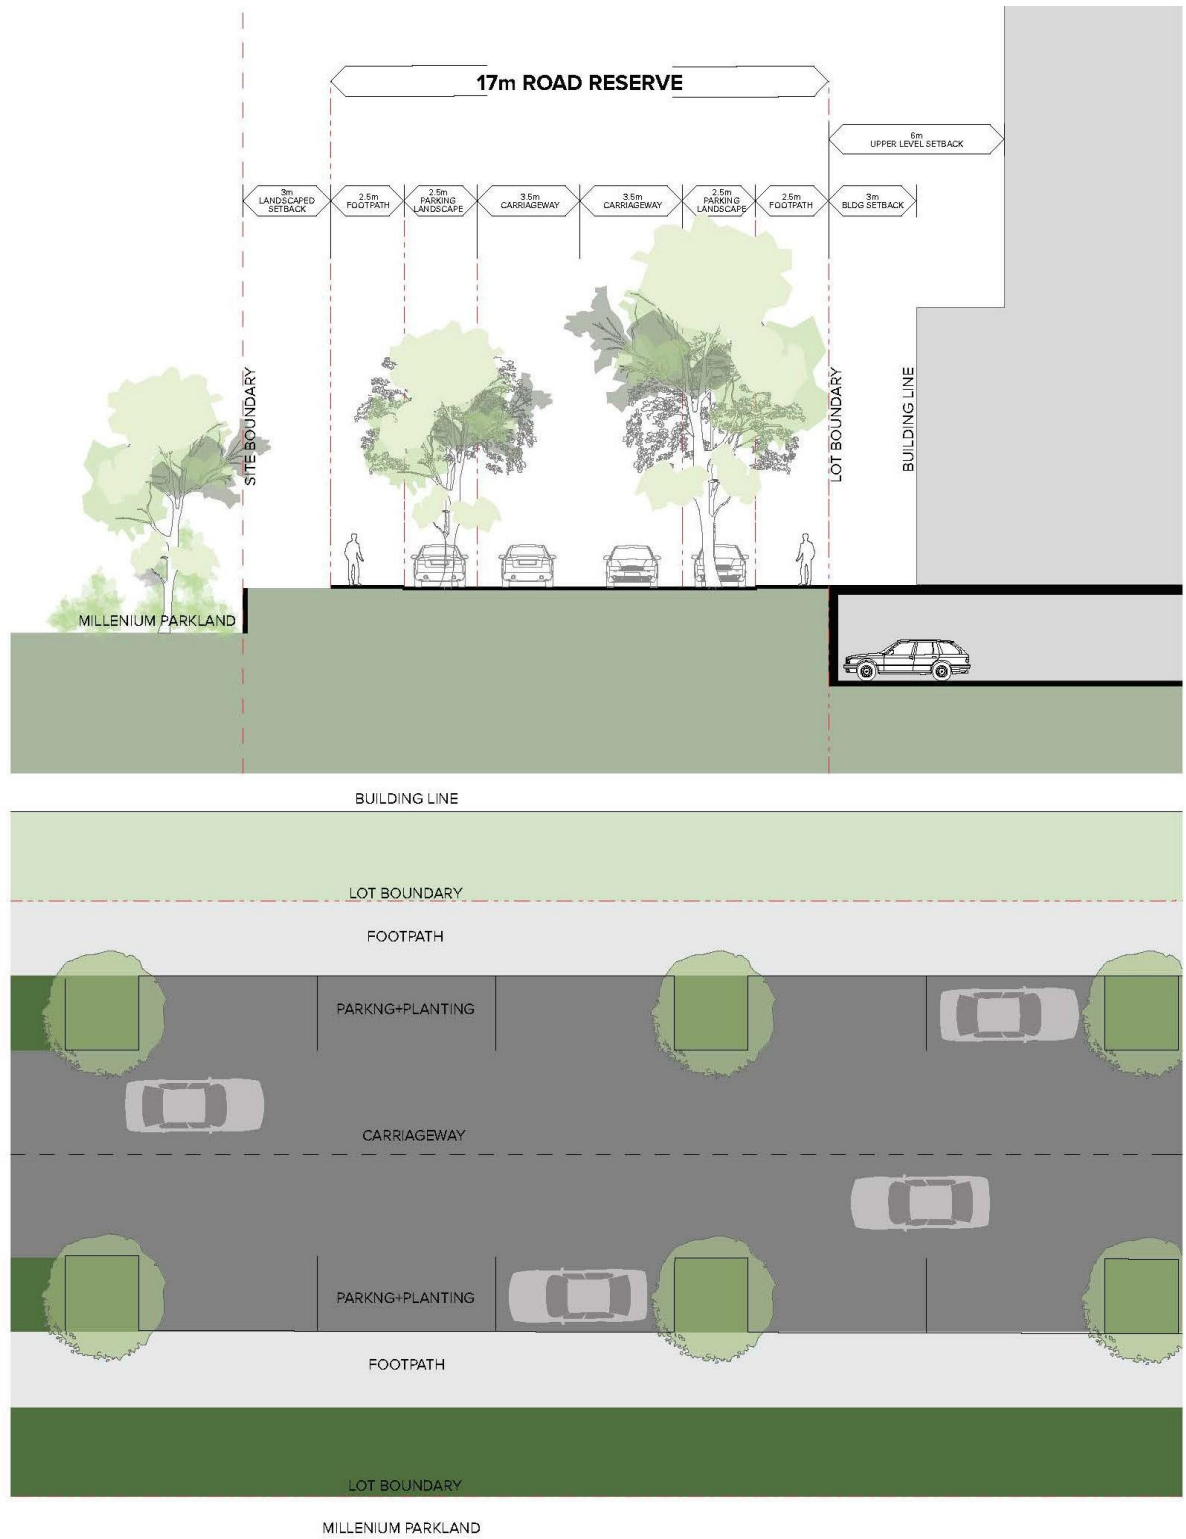 17m ROAD RESERVE
6m
UPPER LEVEL SETBACK
3m
LANDSCAPED
SETBACK
2.5m
FOOTPATH
2.5m
PARKING
LANDSCAPE
3.5m
CARRIAGEWAY
3.5m
CARRIAGEWAY
2.5m
PARKING
LANDSCAPE
2.5m
FOOTPATH
3m
BLDG SETBACK
SITE BOUNDARY
LOT BOUNDARY
BUILDING LINE
MILLENIUM PARKLAND
BUILDING LINE
LOT BOUNDARY
FOOTPATH
PARKNG+PLANTING
CARRIAGEWAY
PARKNG+PLANTING
FOOTPATH
LOT BOUNDARY
MILLENIUM PARKLAND